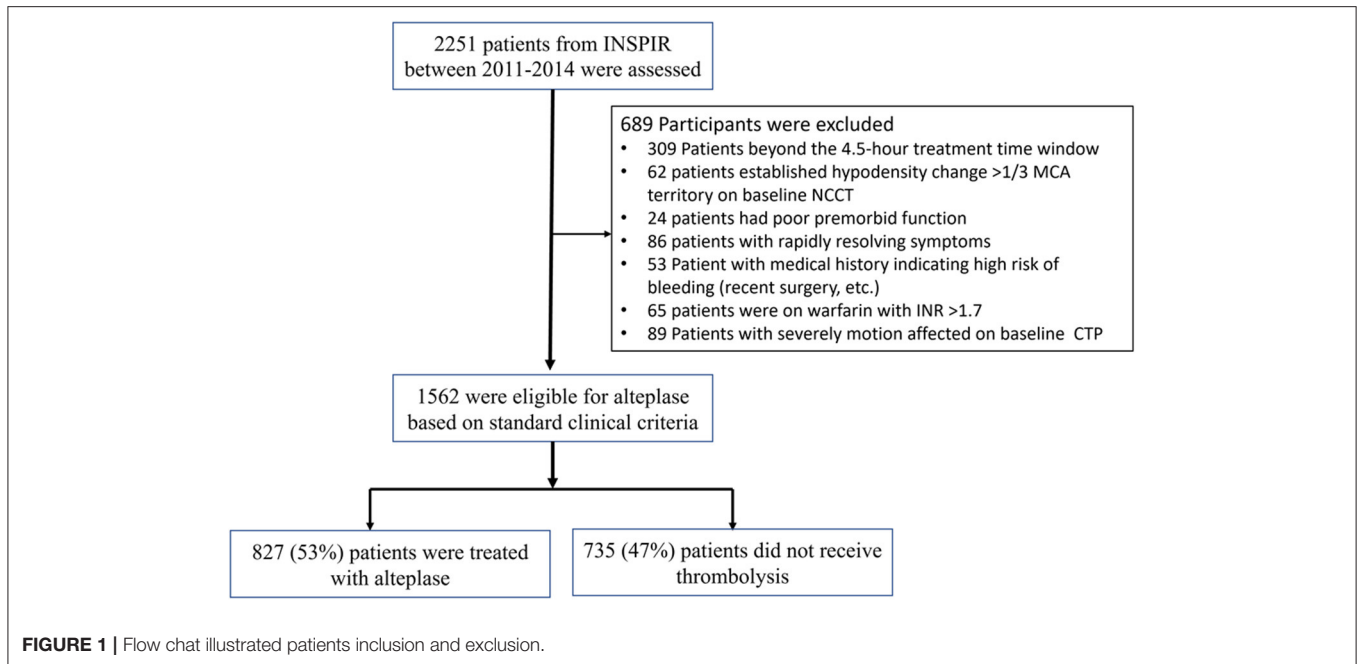 2251 patients from INSPIR
between 2011-2014 were assessed
689 Participants were excluded
• 309 Patients beyond the 4.5-hour treatment time window
• 62 patients established hypodensity change >1/3 MCA
territory on baseline NCCT
• 24 patients had poor premorbid function
• 86 patients with rapidly resolving symptoms
• 53 Patient with medical history indicating high risk of
bleeding (recent surgery, etc.)
• 65 patients were on warfarin with INR >1.7
• 89 Patients with severely motion affected on baseline CTP
1562 were eligible for alteplase
based on standard clinical criteria
827 (53%) patients were treated
with alteplase
735 (47%) patients did not receive
thrombolysis
FIGURE 1 | Flow chat illustrated patients inclusion and exclusion.